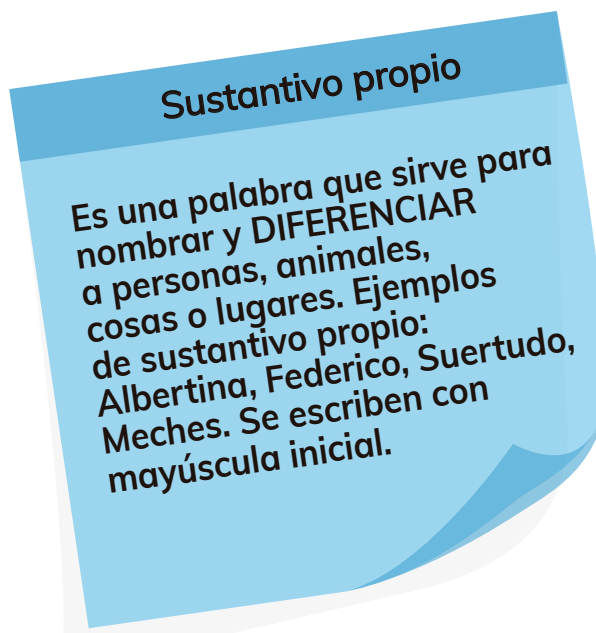 Sustantivo propio
Es una palabra que sirve para
nombrar y DIFERENCIAR
a personas, animales,
cosas o lugares. Ejemplos
de sustantivo propio:
Albertina, Federico, Suertudo,
Meches. Se escriben con
mayúscula inicial.